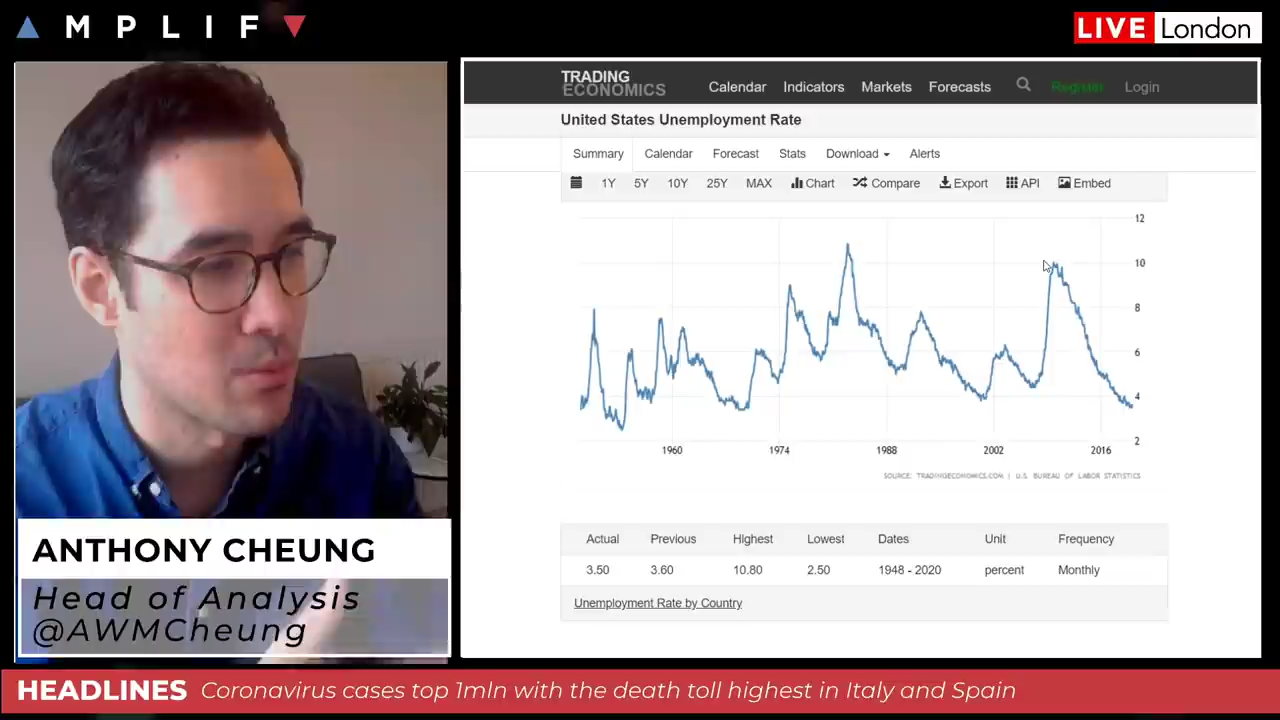 AMPLIFY
LIVE London
TRADING
ECONOMICS
Calendar Indicators Markets Forecasts Register Login
United States Unemployment Rate
Summary Calendar Forecast Stats Download Alerts
1Y 5Y 10Y 25Y MAX Chart Compare Export API Embed
12
10
8
6
4
2
1960 1974 1988 2002 2016
SOURCE: TRADINGECONOMICS.COM | U.S. BUREAU OF LABOR STATISTICS
Actual Previous Highest Lowest Dates Unit Frequency
3.50 3.60 10.80 2.50 1948 - 2020 percent Monthly
Unemployment Rate by Country
ANTHONY CHEUNG
Head of Analysis
@AWMCheung
HEADLINES Coronavirus cases top 1mln with the death toll highest in Italy and Spain